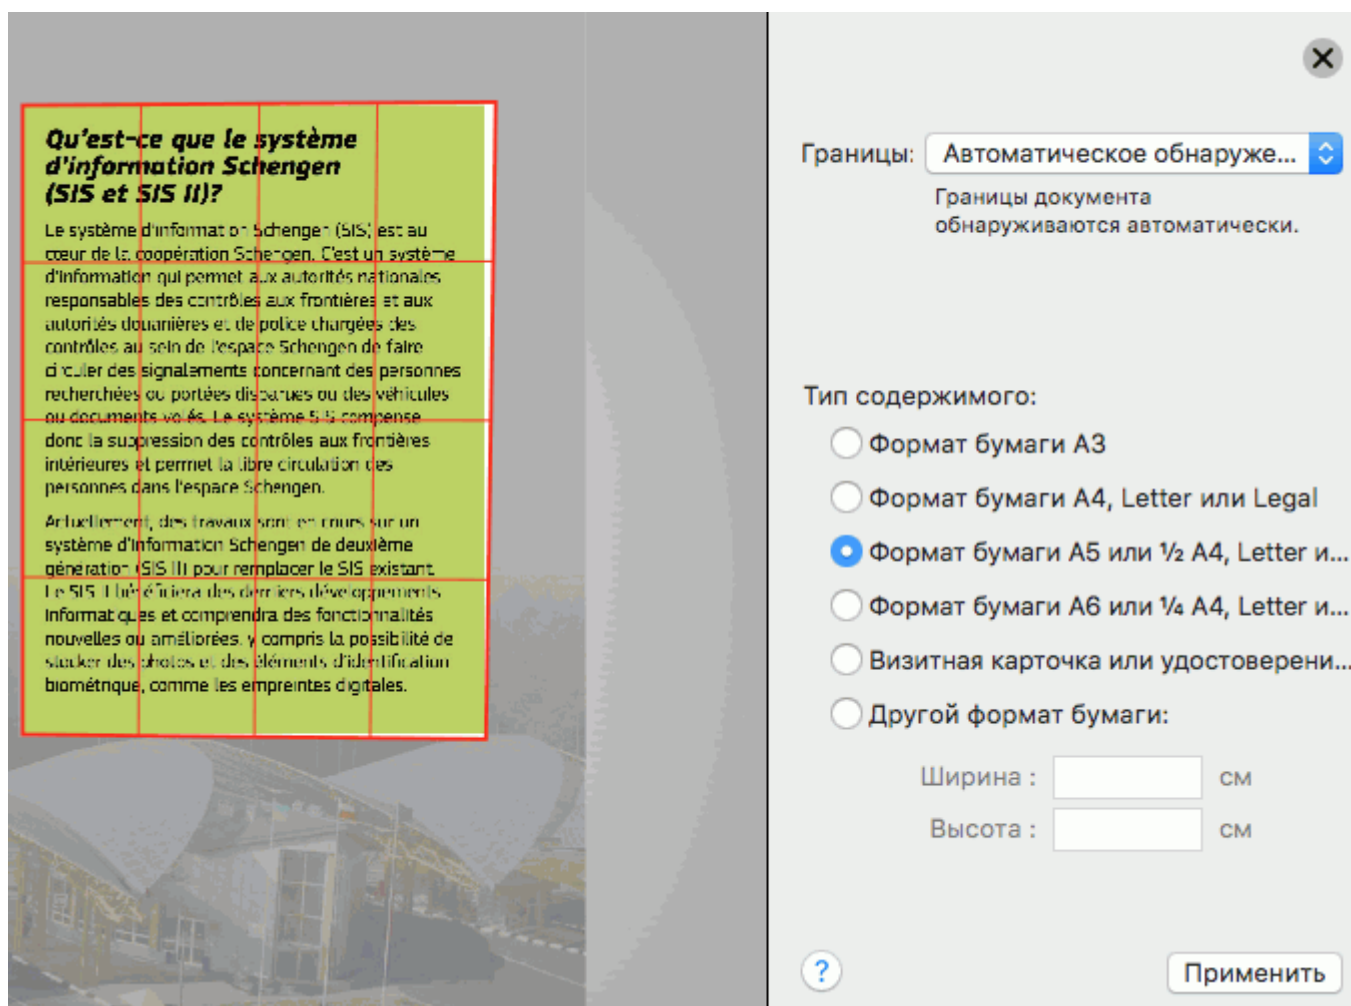 Qu'est-ce que le système
d'information Schengen
(SIS et SIS II)?
Le système d'information Schengen (SIS) est au
cœur de la coopération Schengen. C'est un système
d'information qui permet aux autorités nationales
responsables des contrôles aux frontières et aux
autorités douanières et de police chargées des
contrôles au sein de l'espace Schengen de faire
circuler des signalements concernant des personnes
recherchées ou portées disparues ou des véhicules
ou documents volés. Le système SIS compense
donc la suppression des contrôles aux frontières
intérieures et permet la libre circulation des
personnes dans l'espace Schengen.
Actuellement, des travaux sont en cours sur un
système d'information Schengen de deuxième
génération (SIS II) pour remplacer le SIS existant.
Le SIS II bénéficiera des derniers développements
informatiques et comprendra des fonctionnalités
nouvelles ou améliorées, y compris la possibilité de
stocker des photos et des éléments d'identification
biométrique, comme les empreintes digitales.
Границы: Автоматическое обнаруже...
Границы документа
обнаруживаются автоматически.
Тип содержимого:
Формат бумаги A3
Формат бумаги A4, Letter или Legal
Формат бумаги A5 или ½ A4, Letter и...
Формат бумаги A6 или ¼ A4, Letter и...
Визитная карточка или удостоверени...
Другой формат бумаги:
Ширина : см
Высота : см
? Применить